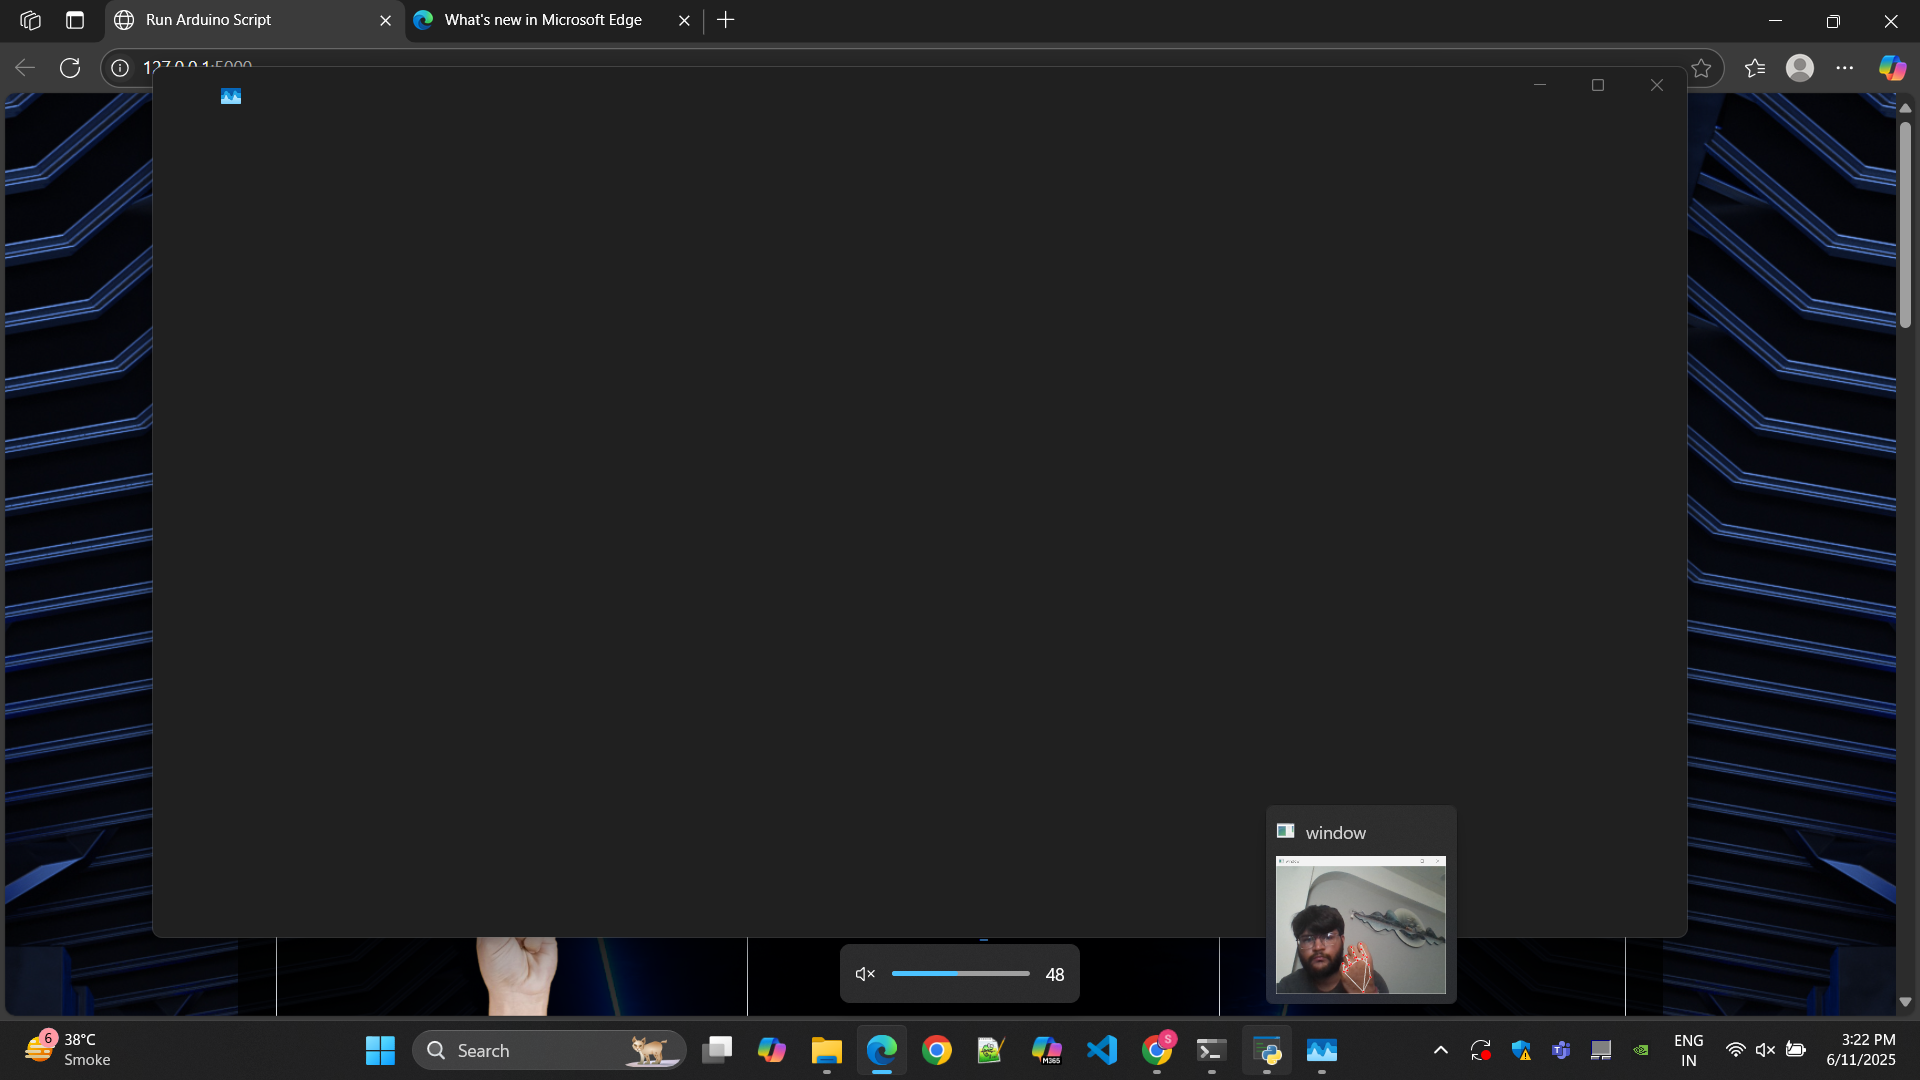 Run Arduino Script
What's new in Microsoft Edge
127.0.0.1:5000
window
48
6
38°C
Smoke
Search
M365
S
ENG
IN
3:22 PM
6/11/2025